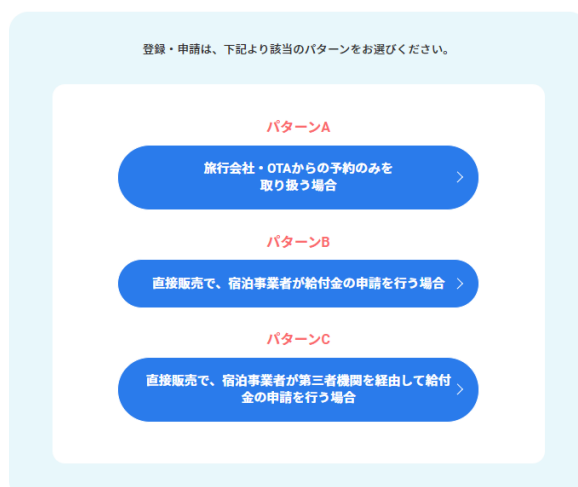 登録・申請は、下記より該当のパターンをお選びください。
パターンA
旅行会社・OTAからの予約のみを
取り扱う場合
パターンB
直接販売で、宿泊事業者が給付金の申請を行う場合
パターンC
直接販売で、宿泊事業者が第三者機関を経由して給付
金の申請を行う場合